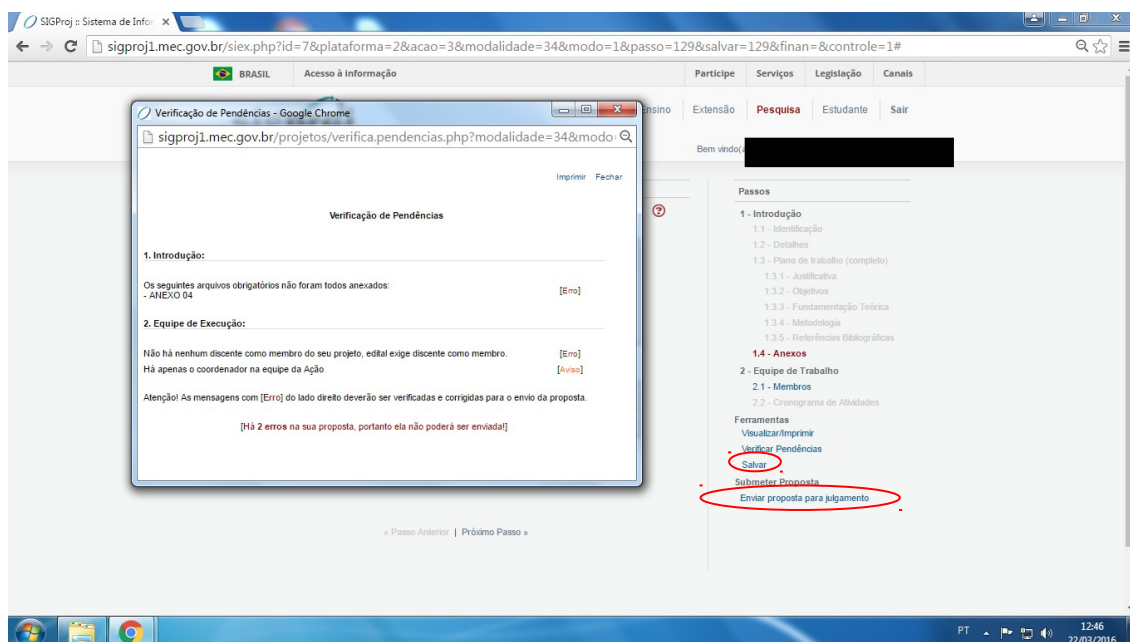 SIGProj :: Sistema de Infor
sigproj1.mec.gov.br/siex.php?id=7&plataforma=2&acao=3&modalidade=34&modo=1&passo=129&salvar=129&finan=&controle=1#
BRASIL Acesso à informação Participe Serviços Legislação Canais
Ensino Extensão Pesquisa Estudante Sair
Bem vindo(a
Verificação de Pendências - Google Chrome
sigproj1.mec.gov.br/projetos/verifica.pendencias.php?modalidade=34&modo
Imprimir Fechar
Verificação de Pendências
1. Introdução:
Os seguintes arquivos obrigatórios não foram todos anexados: [Erro]
- ANEXO 04
2. Equipe de Execução:
Não há nenhum discente como membro do seu projeto, edital exige discente como membro. [Erro]
Há apenas o coordenador na equipe da Ação [Aviso]
Atenção! As mensagens com [Erro] do lado direito deverão ser verificadas e corrigidas para o envio da proposta.
[Há 2 erros na sua proposta, portanto ela não poderá ser enviada!]
Passos
1 - Introdução
1.1 - Identificação
1.2 - Detalhes
1.3 - Plano de trabalho (completo)
1.3.1 - Justificativa
1.3.2 - Objetivos
1.3.3 - Fundamentação Teórica
1.3.4 - Metodologia
1.3.5 - Referências Bibliográficas
1.4 - Anexos
2 - Equipe de Trabalho
2.1 - Membros
2.2 - Cronograma de Atividades
Ferramentas
Visualizar/Imprimir
Verificar Pendências
Salvar
Submeter Proposta
Enviar proposta para julgamento
« Passo Anterior | Próximo Passo »
PT
12:46
22/03/2016